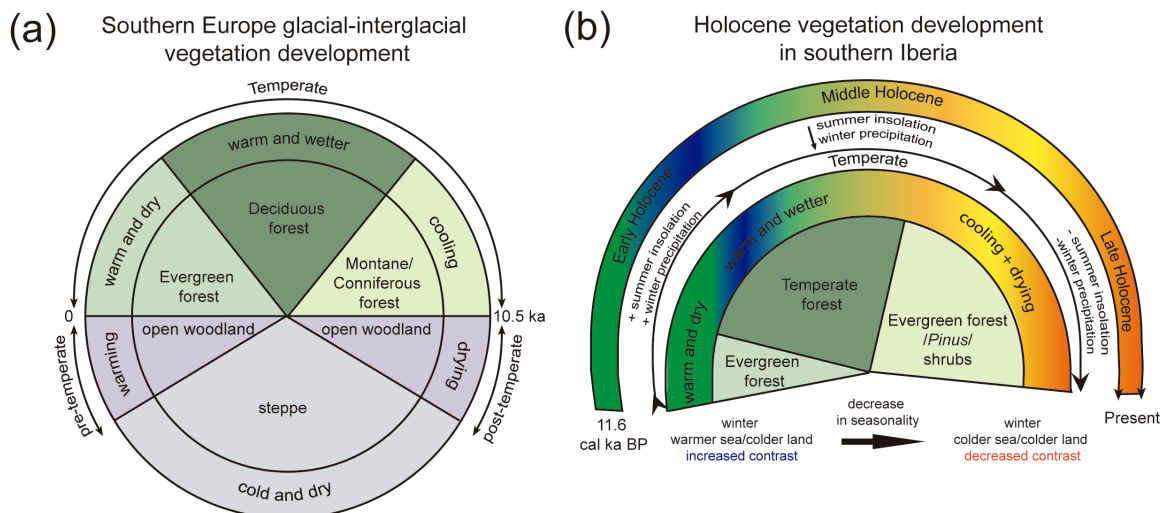 (a)
Southern Europe glacial-interglacial
vegetation development
Temperate
warm and wetter
warm and dry
cooling
Deciduous
forest
Evergreen
forest
Montane/
Conniferous
forest
0
10.5 ka
open woodland
open woodland
warming
drying
pre-temperate
post-temperate
steppe
cold and dry
(b)
Holocene vegetation development
in southern Iberia
Early Holocene
Middle Holocene
Late Holocene
summer insolation
winter precipitation
Temperate
+ summer insolation
+ winter precipitation
- summer insolation
-winter precipitation
warm and dry
warm and wetter
cooling + drying
Temperate
forest
Evergreen forest
/Pinus/
shrubs
Evergreen
forest
11.6
cal ka BP
Present
winter
warmer sea/colder land
increased contrast
decrease
in seasonality
winter
colder sea/colder land
decreased contrast